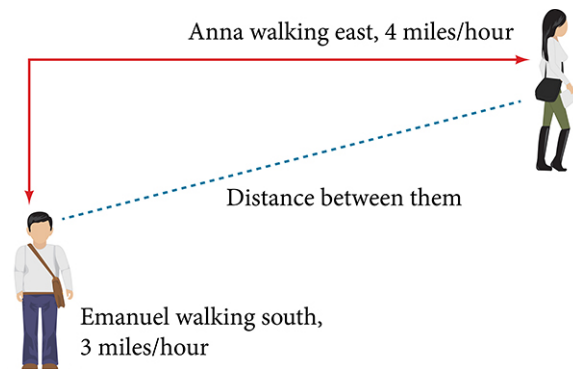 Anna walking east, 4 miles/hour
Distance between them
Emanuel walking south,
3 miles/hour